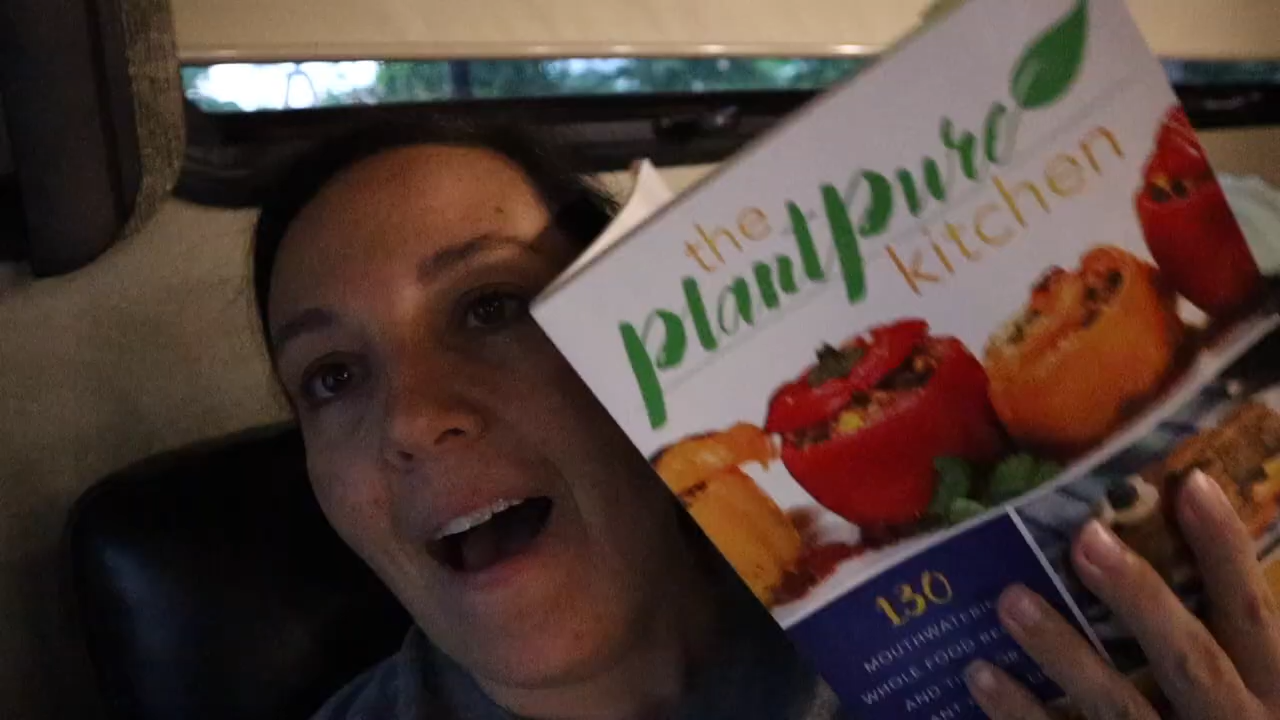 the
plantpure
kitchen
130
MOUTHWATERING
WHOLE FOOD
AND